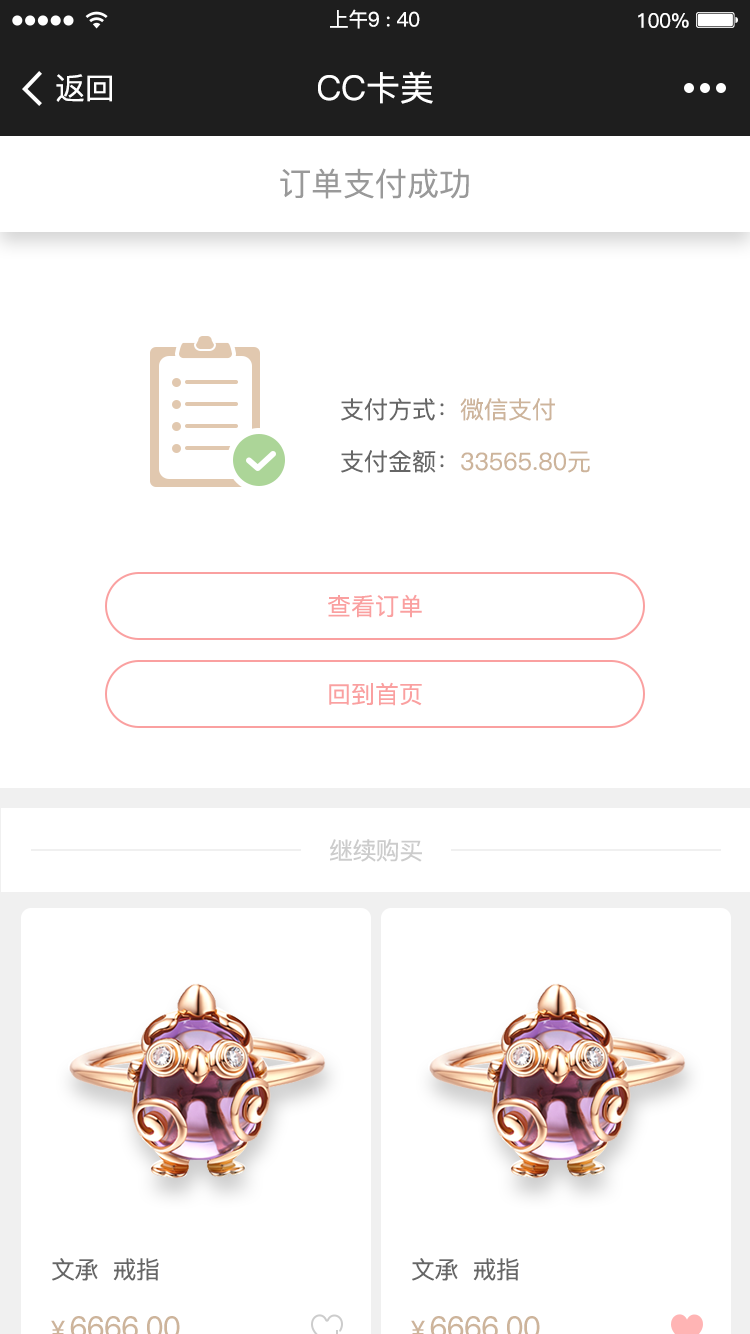 上午9 : 40
100%
返回
CC卡美
订单支付成功
支付方式：微信支付
支付金额：33565.80元
查看订单
回到首页
继续购买
文承 戒指
文承 戒指
¥6666.00
¥6666.00